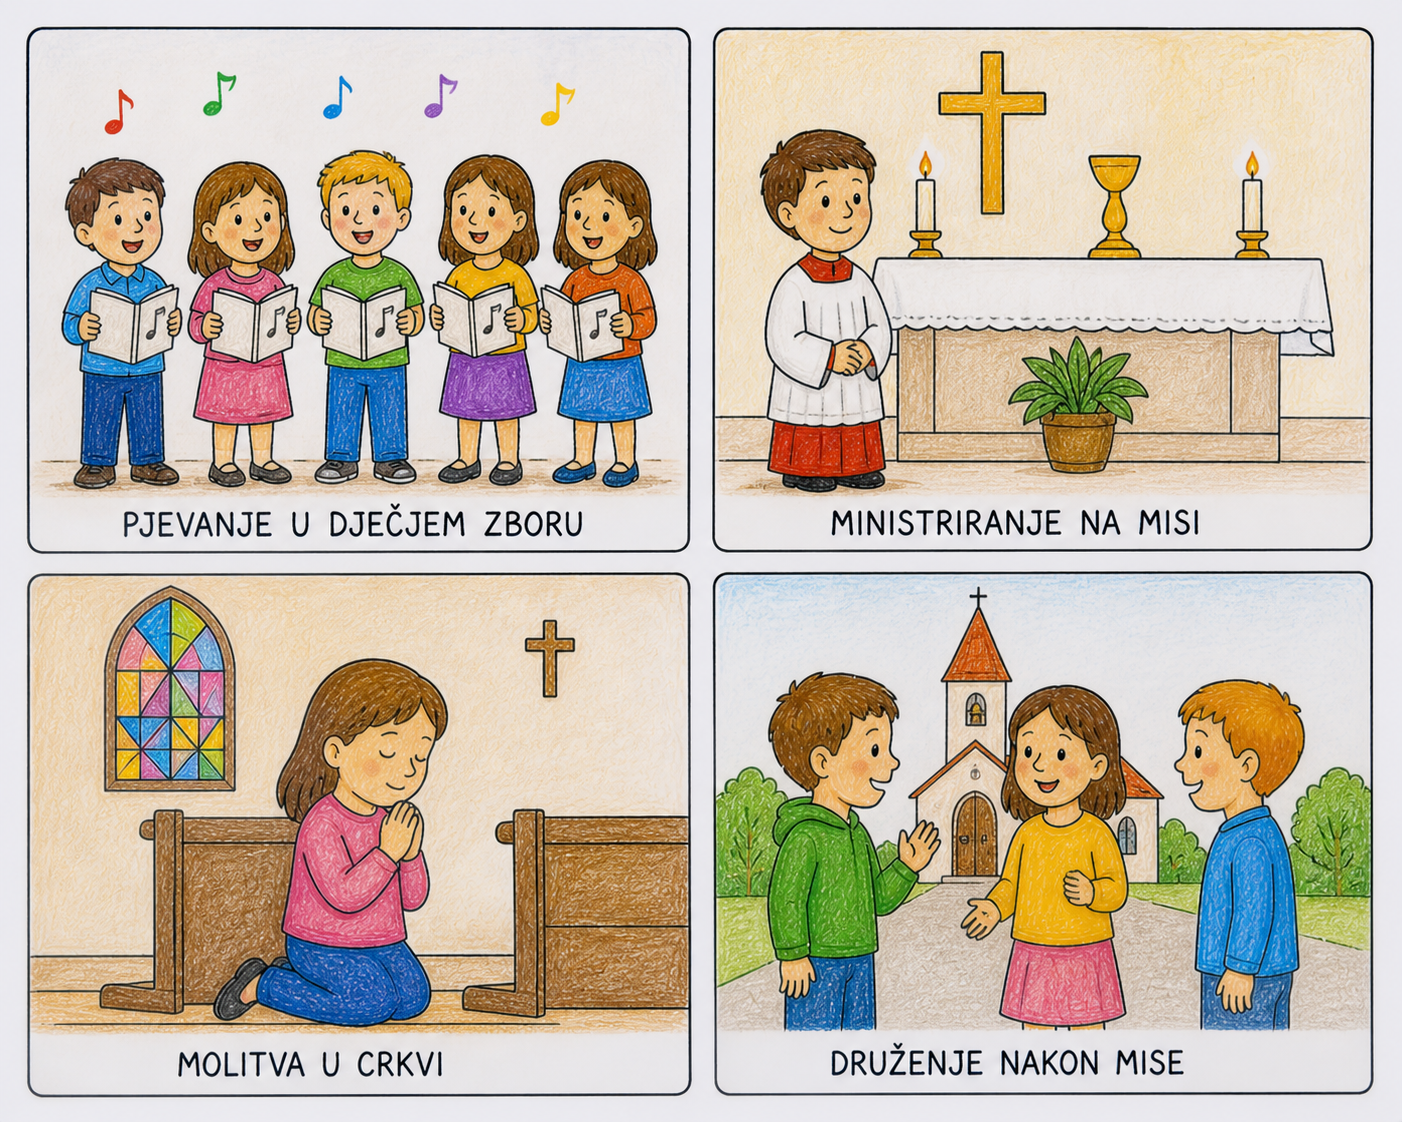 PJEVANJE U DJEČJEM ZBORU
MINISTRIRANJE NA MISI
MOLITVA U CRKVI
DRUŽENJE NAKON MISE